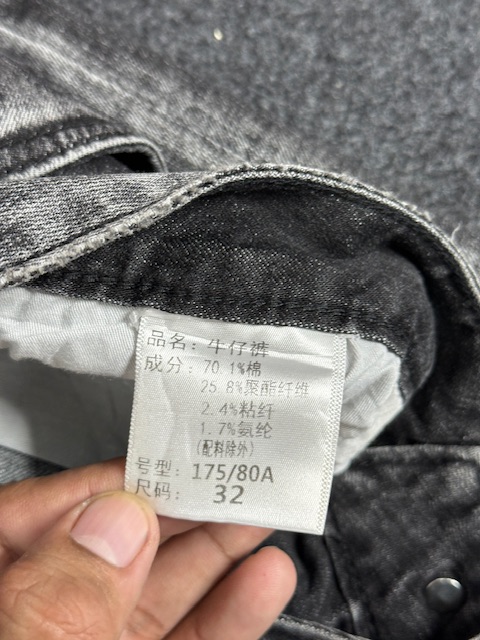 品名：牛仔裤
成分：70.1%棉
25.8%聚酯纤维
2.4%粘纤
1.7%氨纶
(配料除外)
号型：175/80A
尺码：32